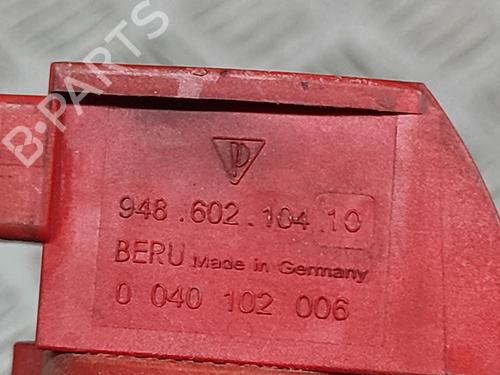 B-PARTS
P
948.602.104.10
BERU Made in Germany
0 040 102 006